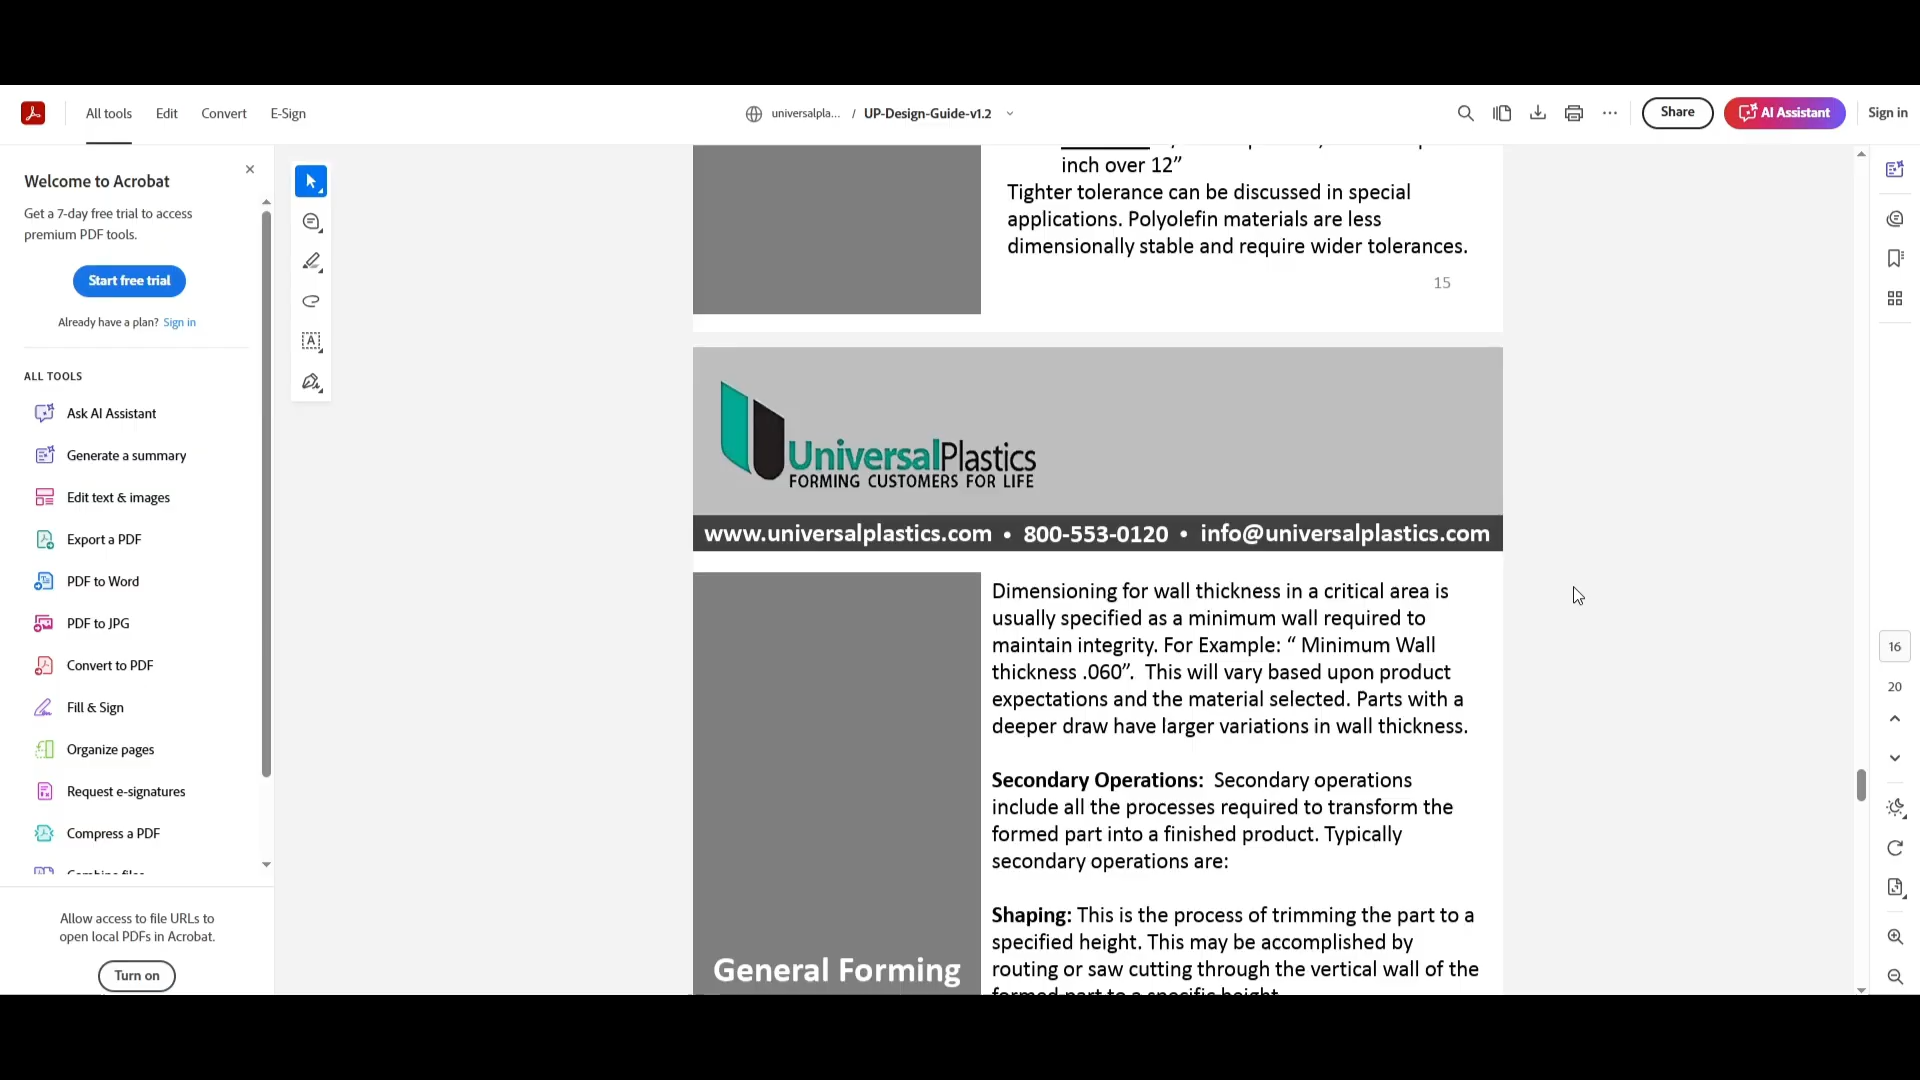 All tools
Edit
Convert
E-Sign
universalpla... / UP-Design-Guide-v1.2
Share
AI Assistant
Sign in
Welcome to Acrobat
Get a 7-day free trial to access
premium PDF tools.
Start free trial
Already have a plan? Sign in
ALL TOOLS
Ask AI Assistant
Generate a summary
Edit text & images
Export a PDF
PDF to Word
PDF to JPG
Convert to PDF
Fill & Sign
Organize pages
Request e-signatures
Compress a PDF
Allow access to file URLs to
open local PDFs in Acrobat.
Turn on
inch over 12”
Tighter tolerance can be discussed in special
applications. Polyolefin materials are less
dimensionally stable and require wider tolerances.
15
UniversalPlastics
FORMING CUSTOMERS FOR LIFE
www.universalplastics.com • 800-553-0120 • info@universalplastics.com
Dimensioning for wall thickness in a critical area is
usually specified as a minimum wall required to
maintain integrity. For Example: “ Minimum Wall
thickness .060”. This will vary based upon product
expectations and the material selected. Parts with a
deeper draw have larger variations in wall thickness.
Secondary Operations: Secondary operations
include all the processes required to transform the
formed part into a finished product. Typically
secondary operations are:
Shaping: This is the process of trimming the part to a
specified height. This may be accomplished by
routing or saw cutting through the vertical wall of the
formed part to a specific height.
General Forming
16
20